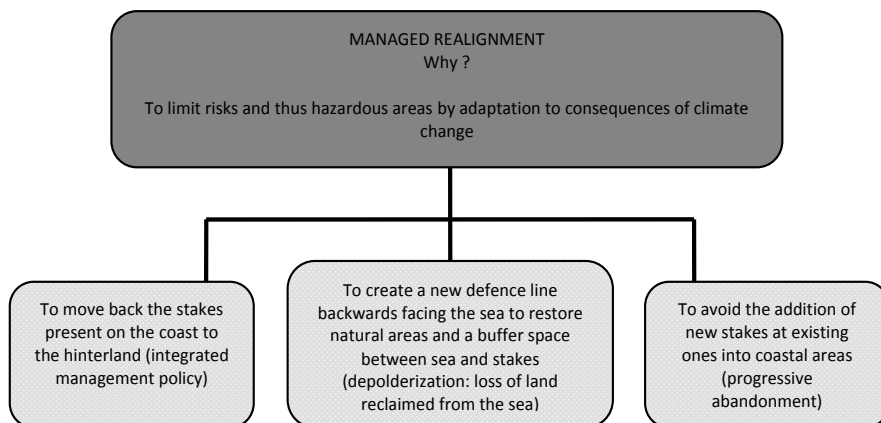 MANAGED REALIGNMENT
Why ?
To limit risks and thus hazardous areas by adaptation to consequences of climate
change
To move back the stakes
present on the coast to
the hinterland (integrated
management policy)
To create a new defence line
backwards facing the sea to restore
natural areas and a buffer space
between sea and stakes
(depolderization: loss of land
reclaimed from the sea)
To avoid the addition of
new stakes at existing
ones into coastal areas
(progressive
abandonment)